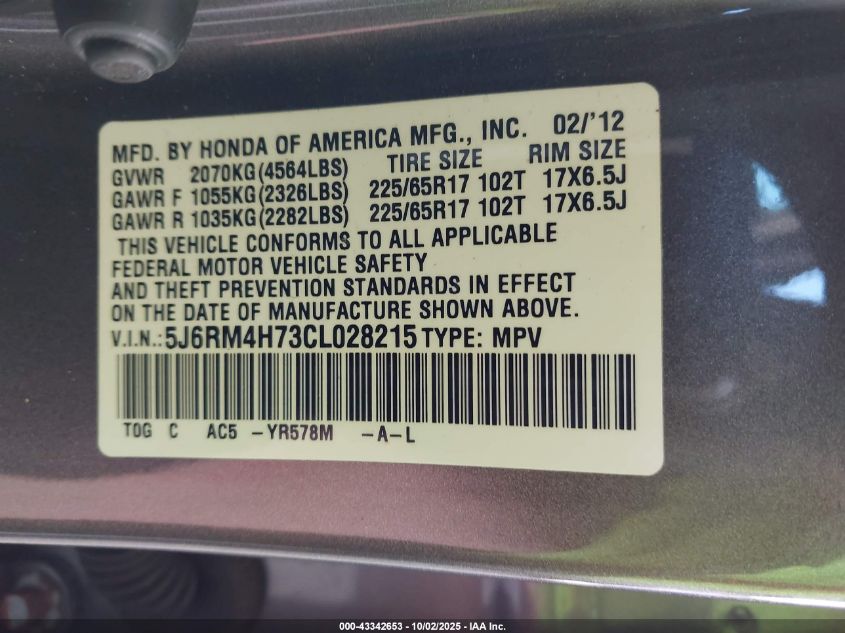 MFD. BY HONDA OF AMERICA MFG., INC. 02/'12
GVWR 2070KG(4564LBS) TIRE SIZE RIM SIZE
GAWR F 1055KG(2326LBS) 225/65R17 102T 17X6.5J
GAWR R 1035KG(2282LBS) 225/65R17 102T 17X6.5J
THIS VEHICLE CONFORMS TO ALL APPLICABLE
FEDERAL MOTOR VEHICLE SAFETY
AND THEFT PREVENTION STANDARDS IN EFFECT
ON THE DATE OF MANUFACTURE SHOWN ABOVE.
V.I.N.:5J6RM4H73CL028215 TYPE: MPV
TOG C AC5 -YR578M -A-L
000-43342653 - 10/02/2025 - IAA Inc.